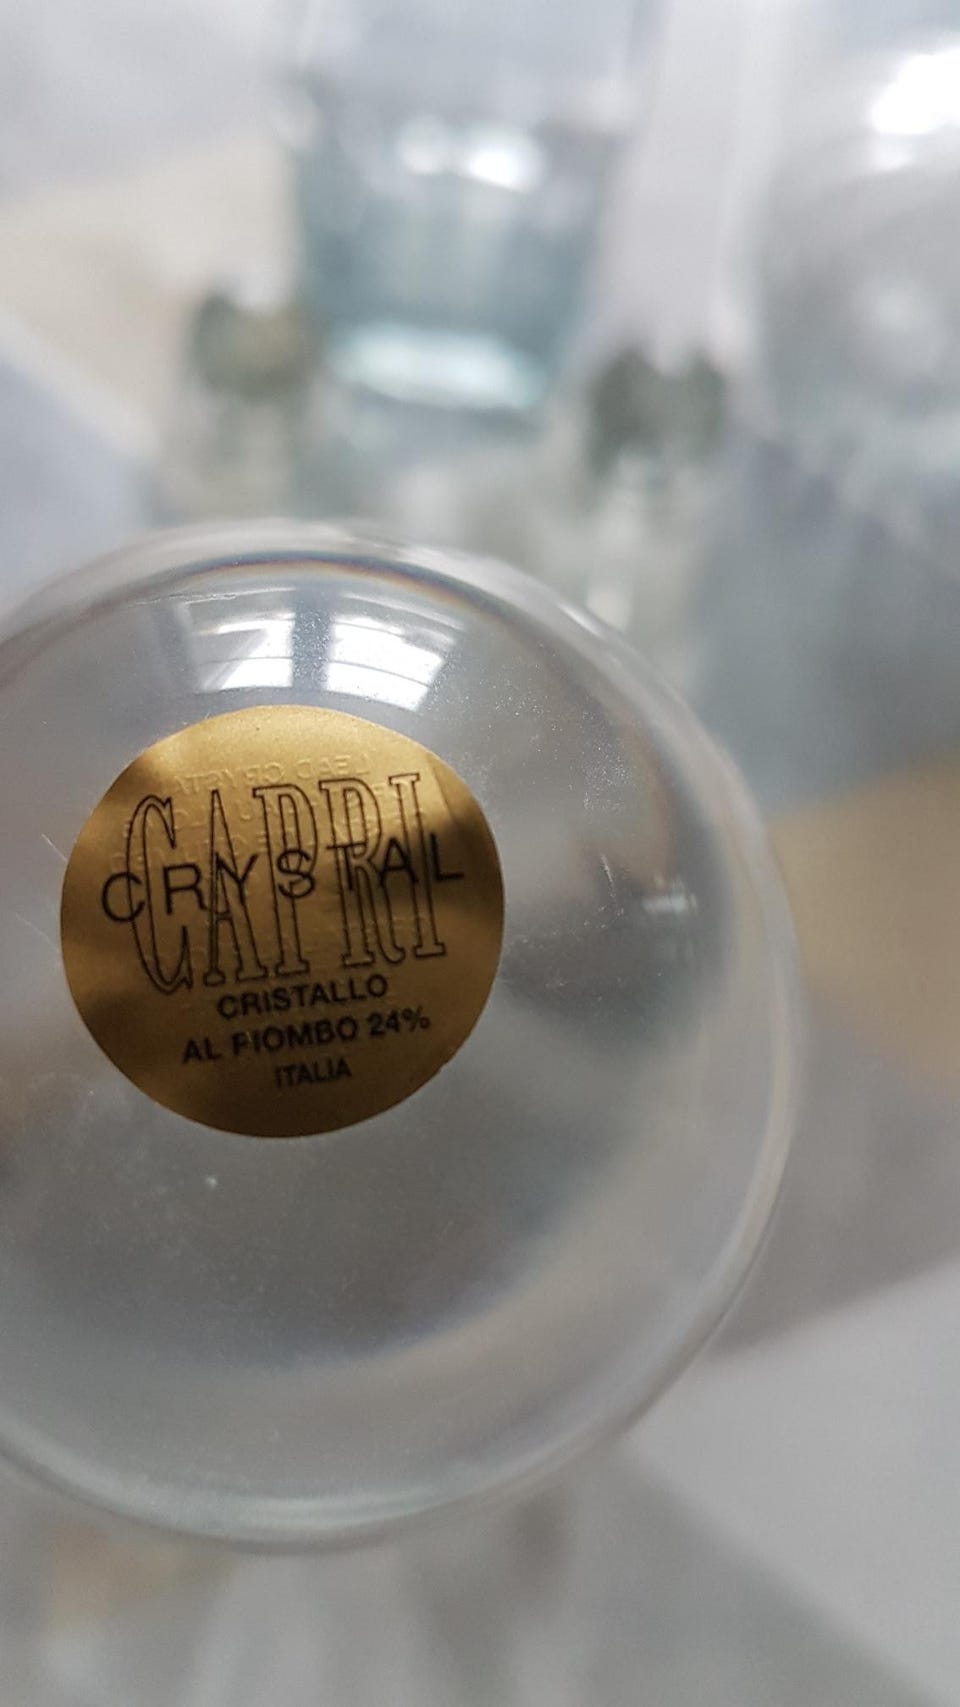 CAPRI
CRYSTAL
CRISTALLO
AL PIOMBO 24%
ITALIA